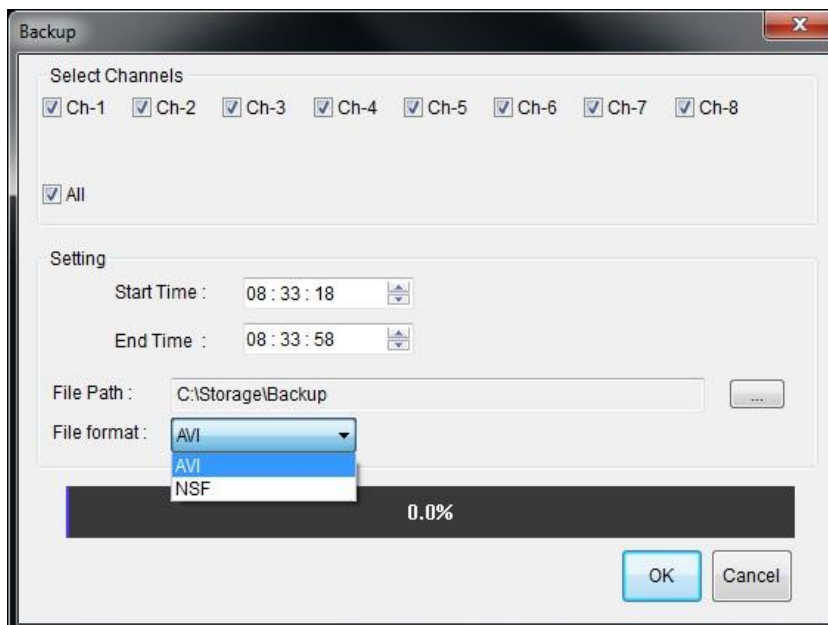 Backup
Select Channels
Ch-1 Ch-2 Ch-3 Ch-4 Ch-5 Ch-6 Ch-7 Ch-8
All
Setting
Start Time : 08 : 33 : 18
End Time : 08 : 33 : 58
File Path : C:\Storage\Backup ...
File format : AVI
AVI
NSF
0.0%
OK Cancel